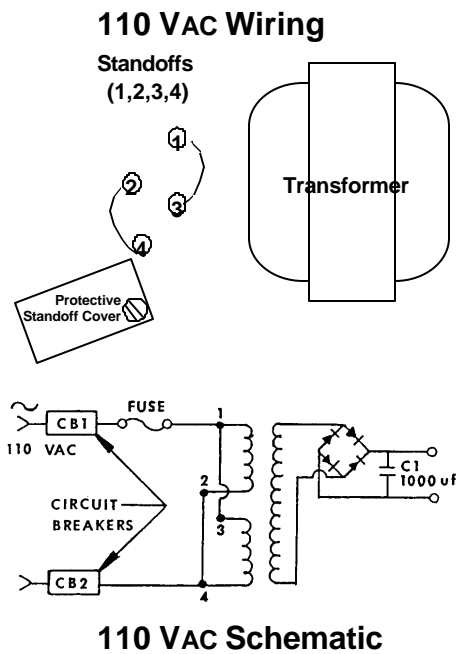 110 VAC Wiring
Standoffs
(1,2,3,4)
1
2
3
4
Transformer
Protective
Standoff Cover
CB1
FUSE
110 VAC
1
2
3
4
CIRCUIT
BREAKERS
CB2
C1
1000 uf
110 VAC Schematic